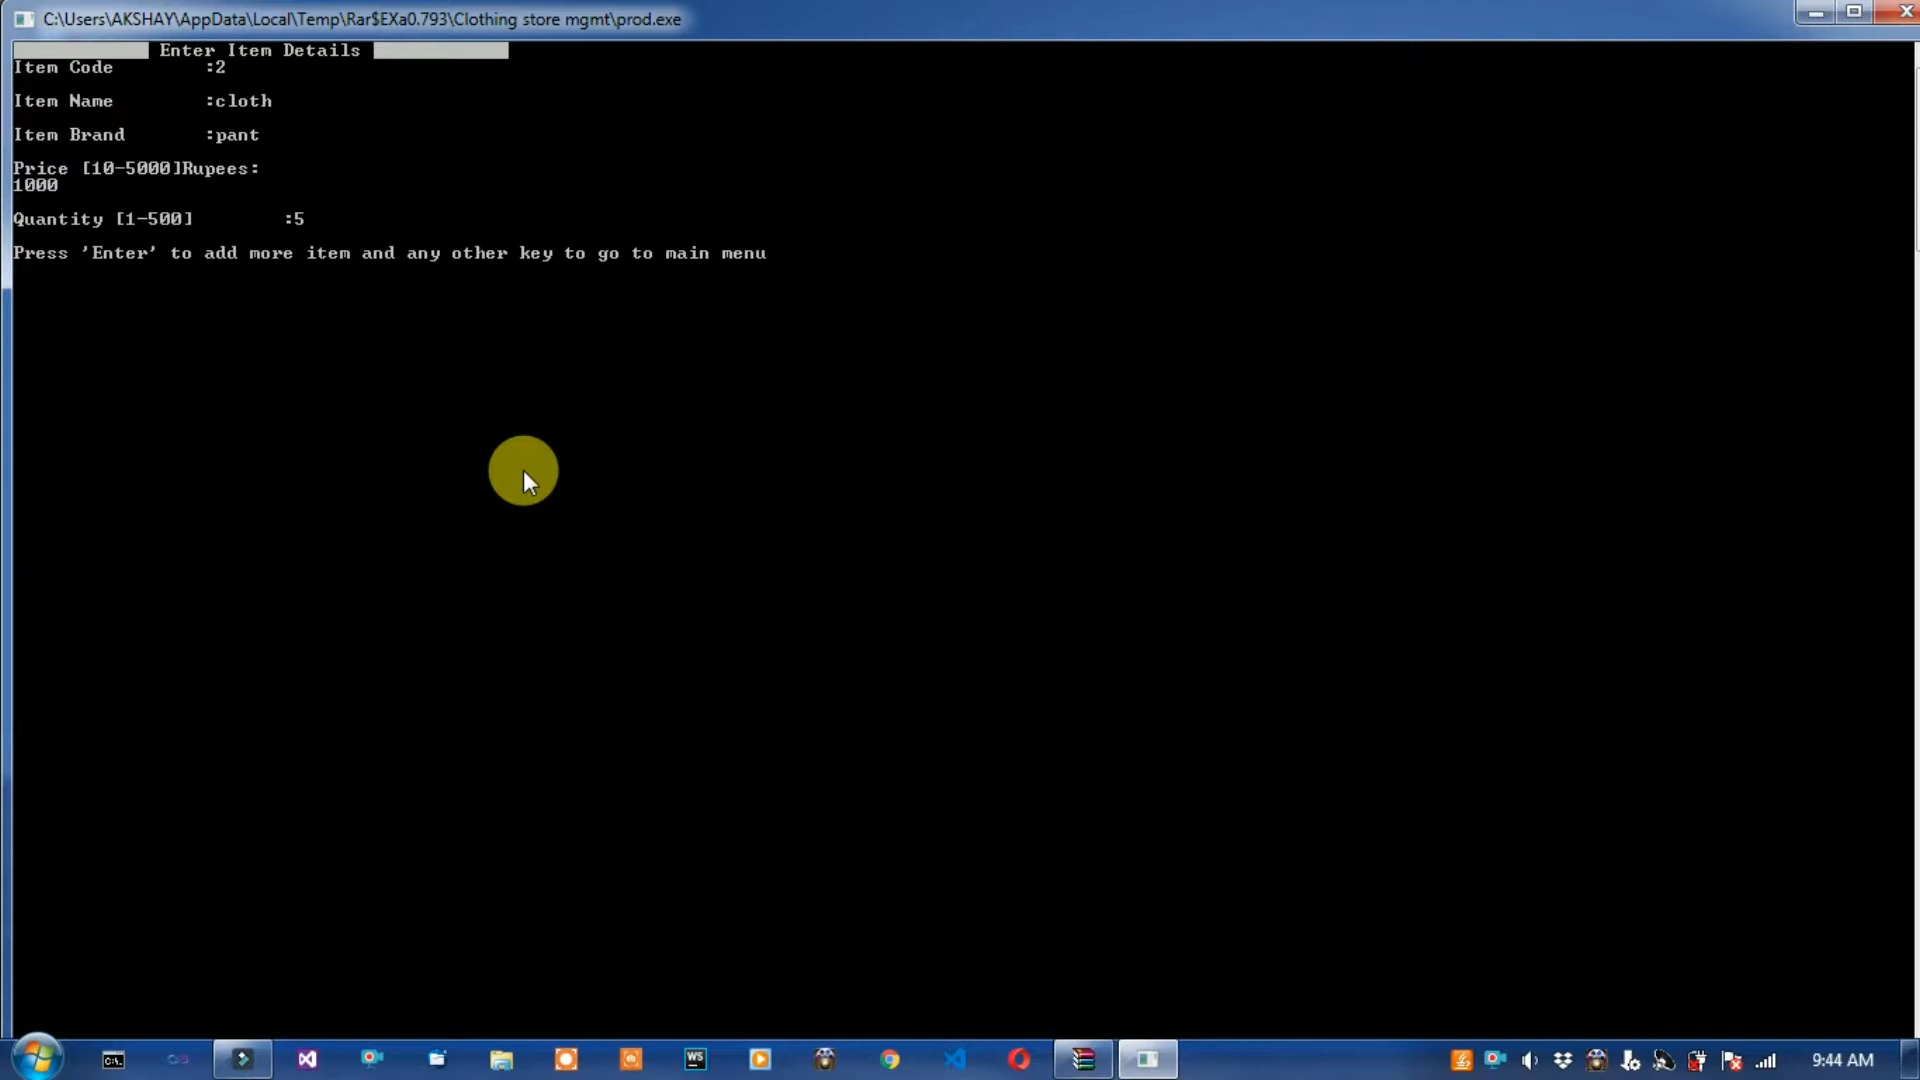 C:\Users\AKSHAY\AppData\Local\Temp\Rar$EXa0.793\Clothing store mgmt\prod.exe
Enter Item Details
Item Code :2
Item Name :cloth
Item Brand :pant
Price [10-5000]Rupees:
1000
Quantity [1-500] :5
Press 'Enter' to add more item and any other key to go to main menu
C:\.
WS
9:44 AM